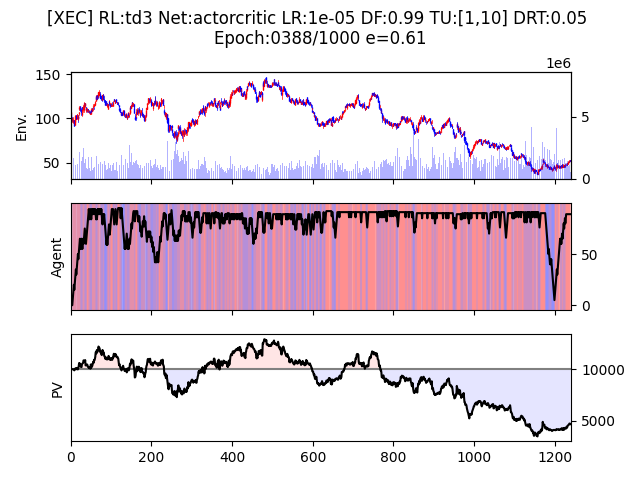 [XEC] RL:td3 Net:actorcritic LR:1e-05 DF:0.99 TU:[1,10] DRT:0.05
Epoch:0388/1000 e=0.61
1e6
150
100
50
Env.
5
0
Agent
50
0
PV
10000
5000
0 200 400 600 800 1000 1200